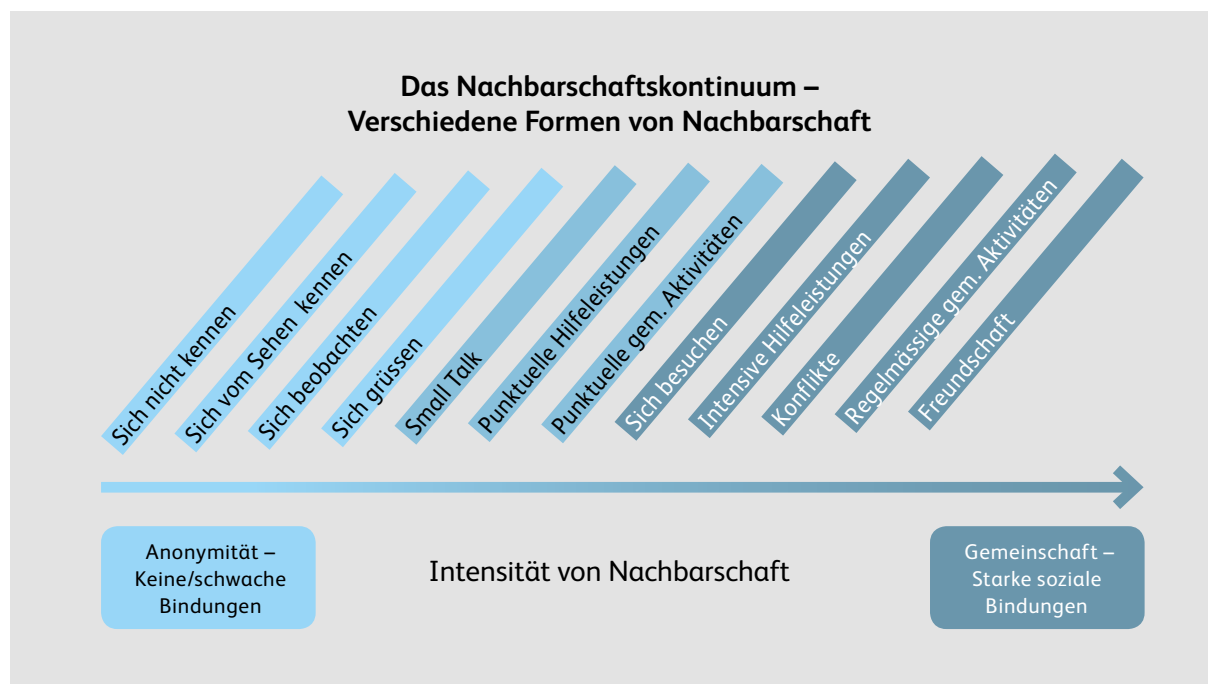 Das Nachbarschaftskontinuum –
Verschiedene Formen von Nachbarschaft
Sich nicht kennen
Sich vom Sehen kennen
Sich beobachten
Sich grüssen
Small Talk
Punktuelle Hilfeleistungen
Punktuelle gem. Aktivitäten
Sich besuchen
Intensive Hilfeleistungen
Konflikte
Regelmässige gem. Aktivitäten
Freundschaft
Anonymität –
Keine/schwache
Bindungen
Intensität von Nachbarschaft
Gemeinschaft –
Starke soziale
Bindungen